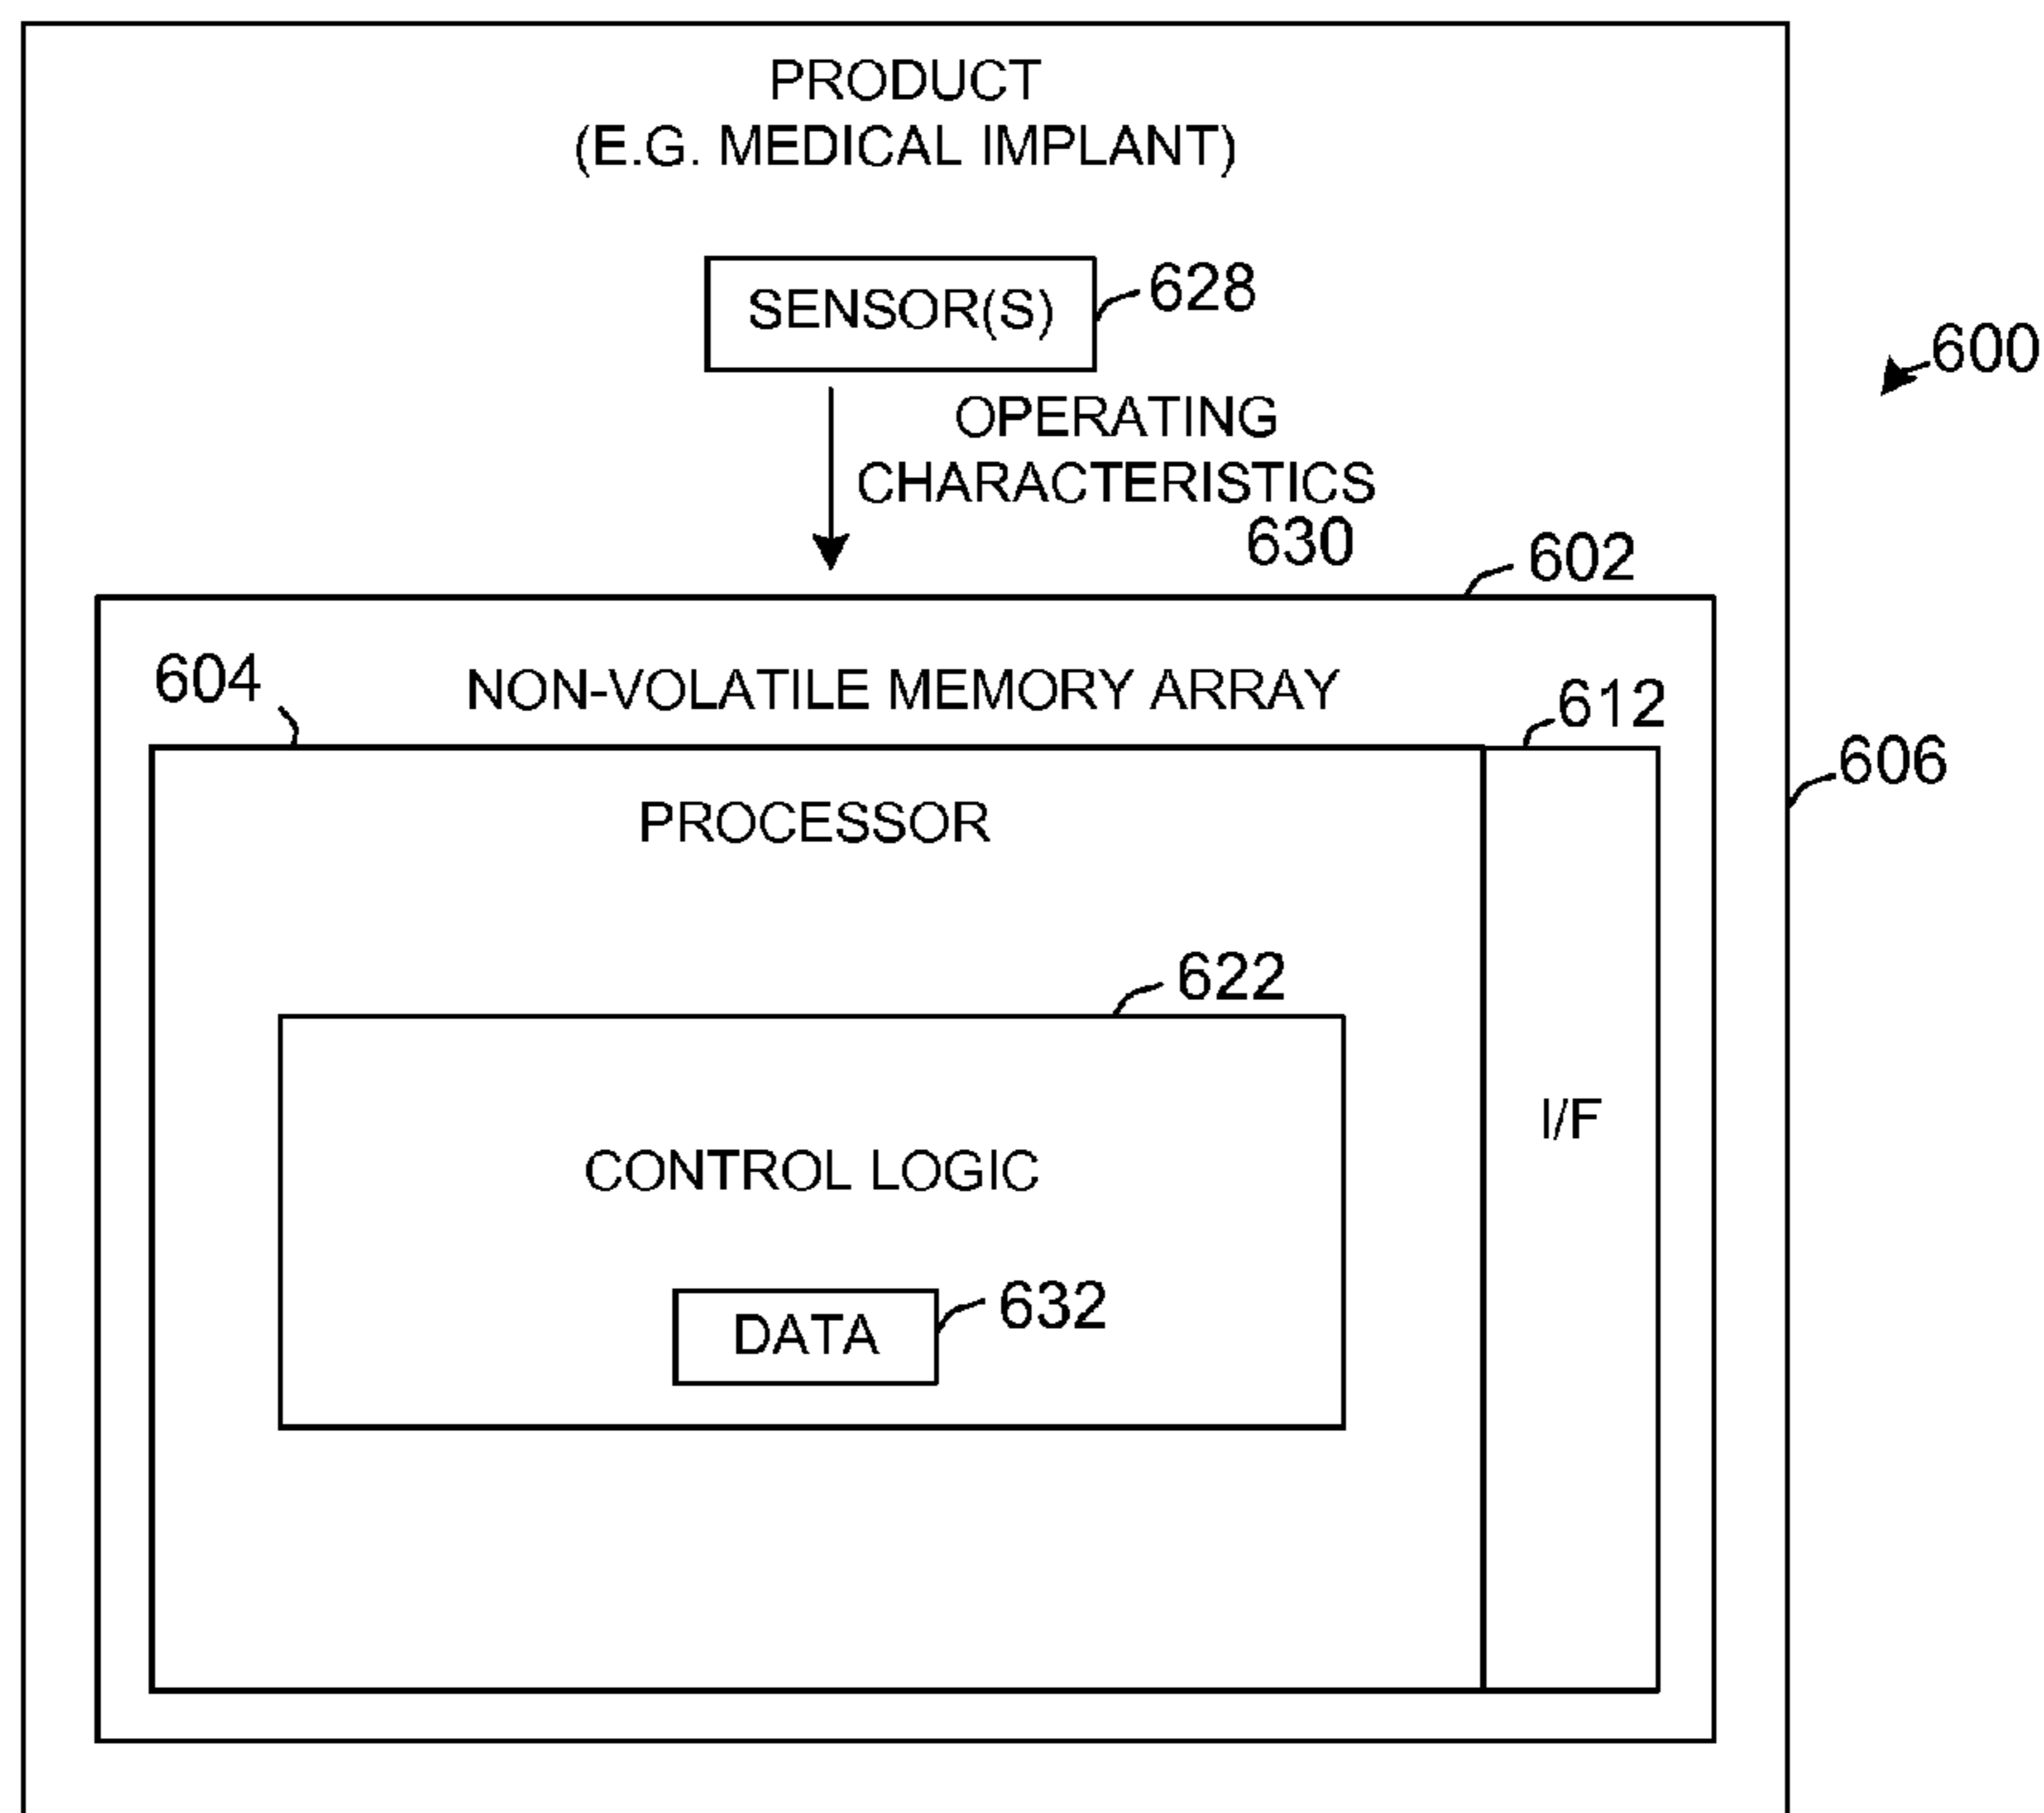 PRODUCT
(E.G. MEDICAL IMPLANT)
SENSOR(S)
628
600
OPERATING
CHARACTERISTICS
630
602
604
NON-VOLATILE MEMORY ARRAY
612
606
PROCESSOR
622
I/F
CONTROL LOGIC
632
DATA